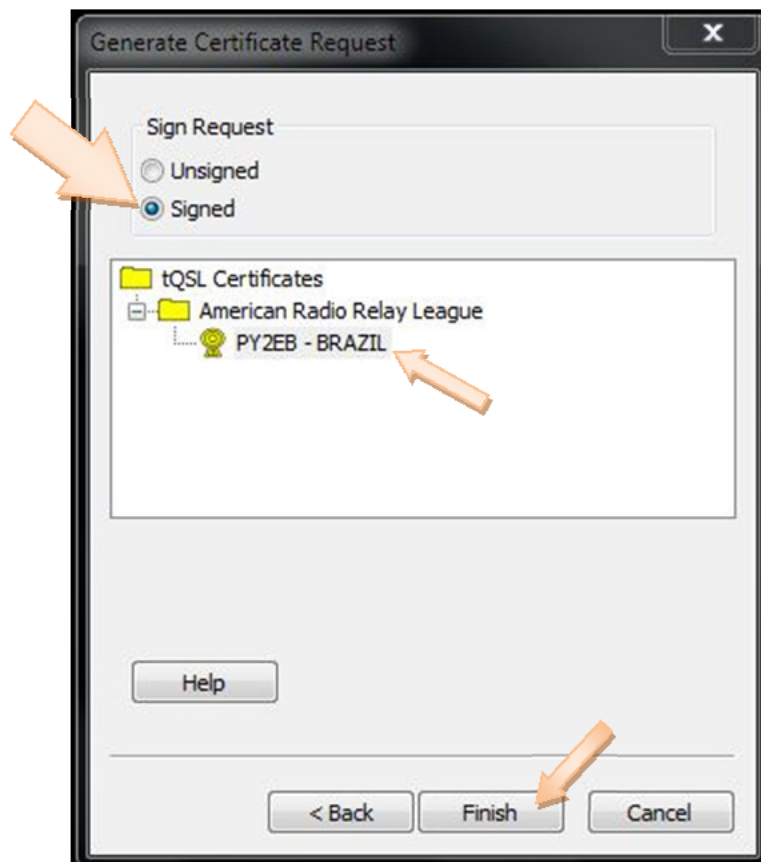 Generate Certificate Request
x
Sign Request
Unsigned
Signed
tQSL Certificates
American Radio Relay League
PY2EB - BRAZIL
Help
< Back Finish Cancel